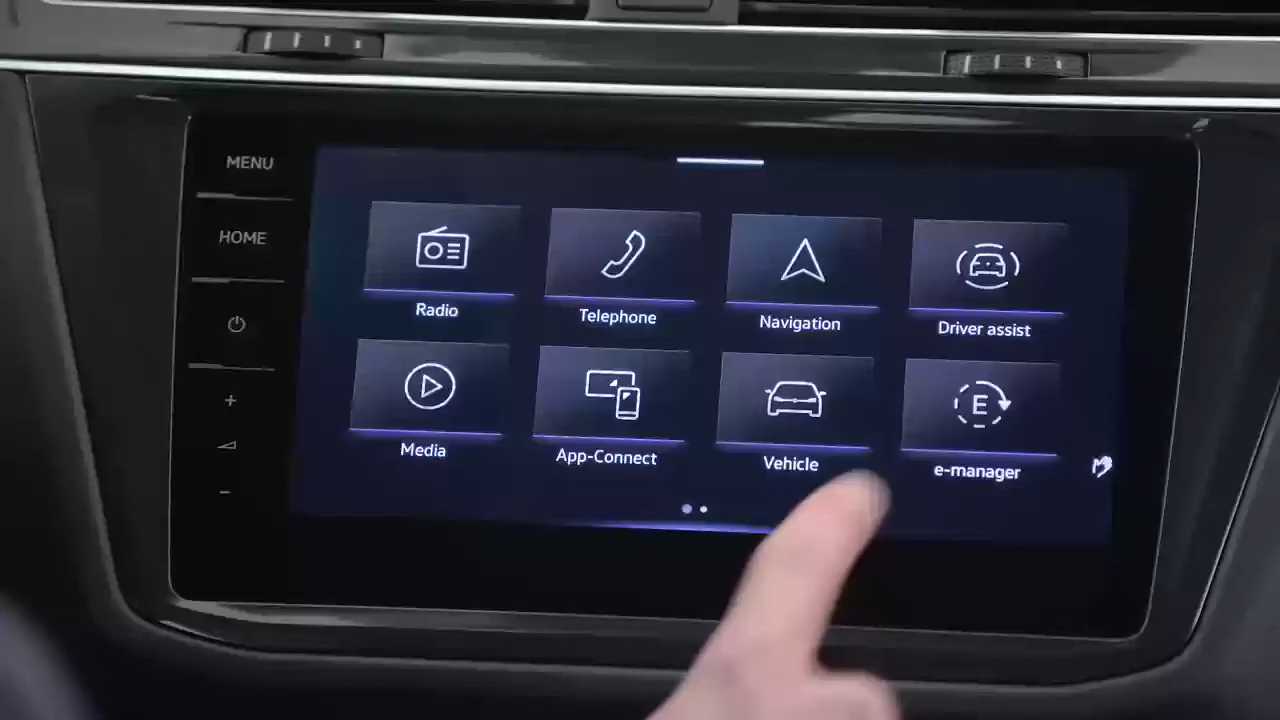 MENU
HOME
Radio
Telephone
Navigation
Driver assist
Media
App-Connect
Vehicle
E
e-manager